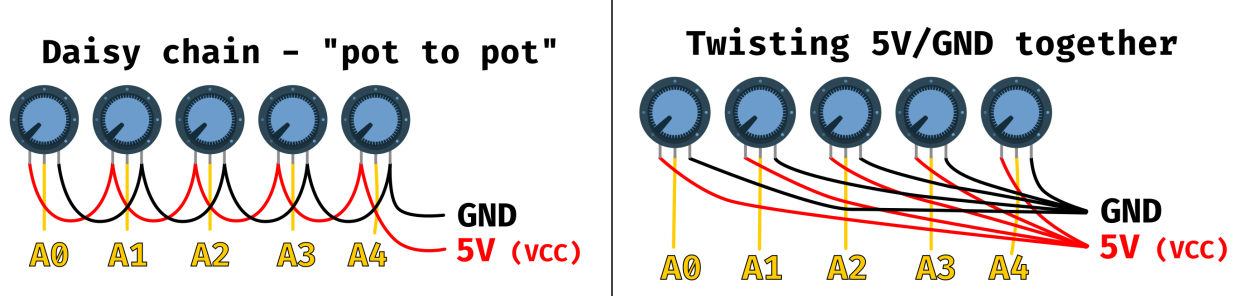 Daisy chain – "pot to pot"
A0 A1 A2 A3 A4
GND
5V (VCC)
Twisting 5V/GND together
A0 A1 A2 A3 A4
GND
5V (VCC)